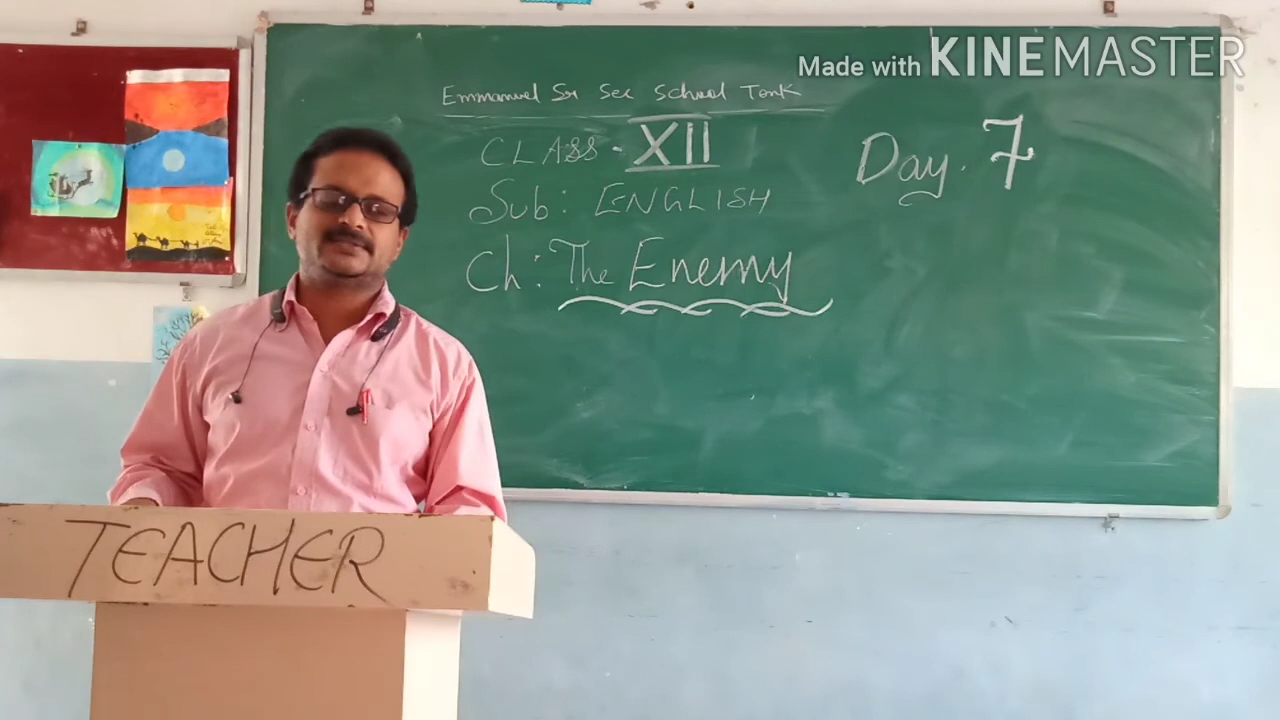 Made with KINEMASTER
Emmanuel Sr Sec School Tonk
CLASS - XII
Day. 7
Sub: ENGLISH
Ch: The Enemy
TEACHER